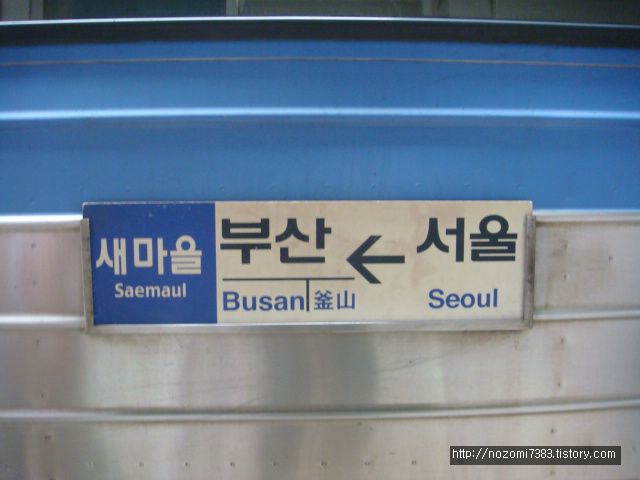 새마을
Saemaul
부산 ← 서울
Busan 釜山 Seoul
http://nozomi7383.tistory.com